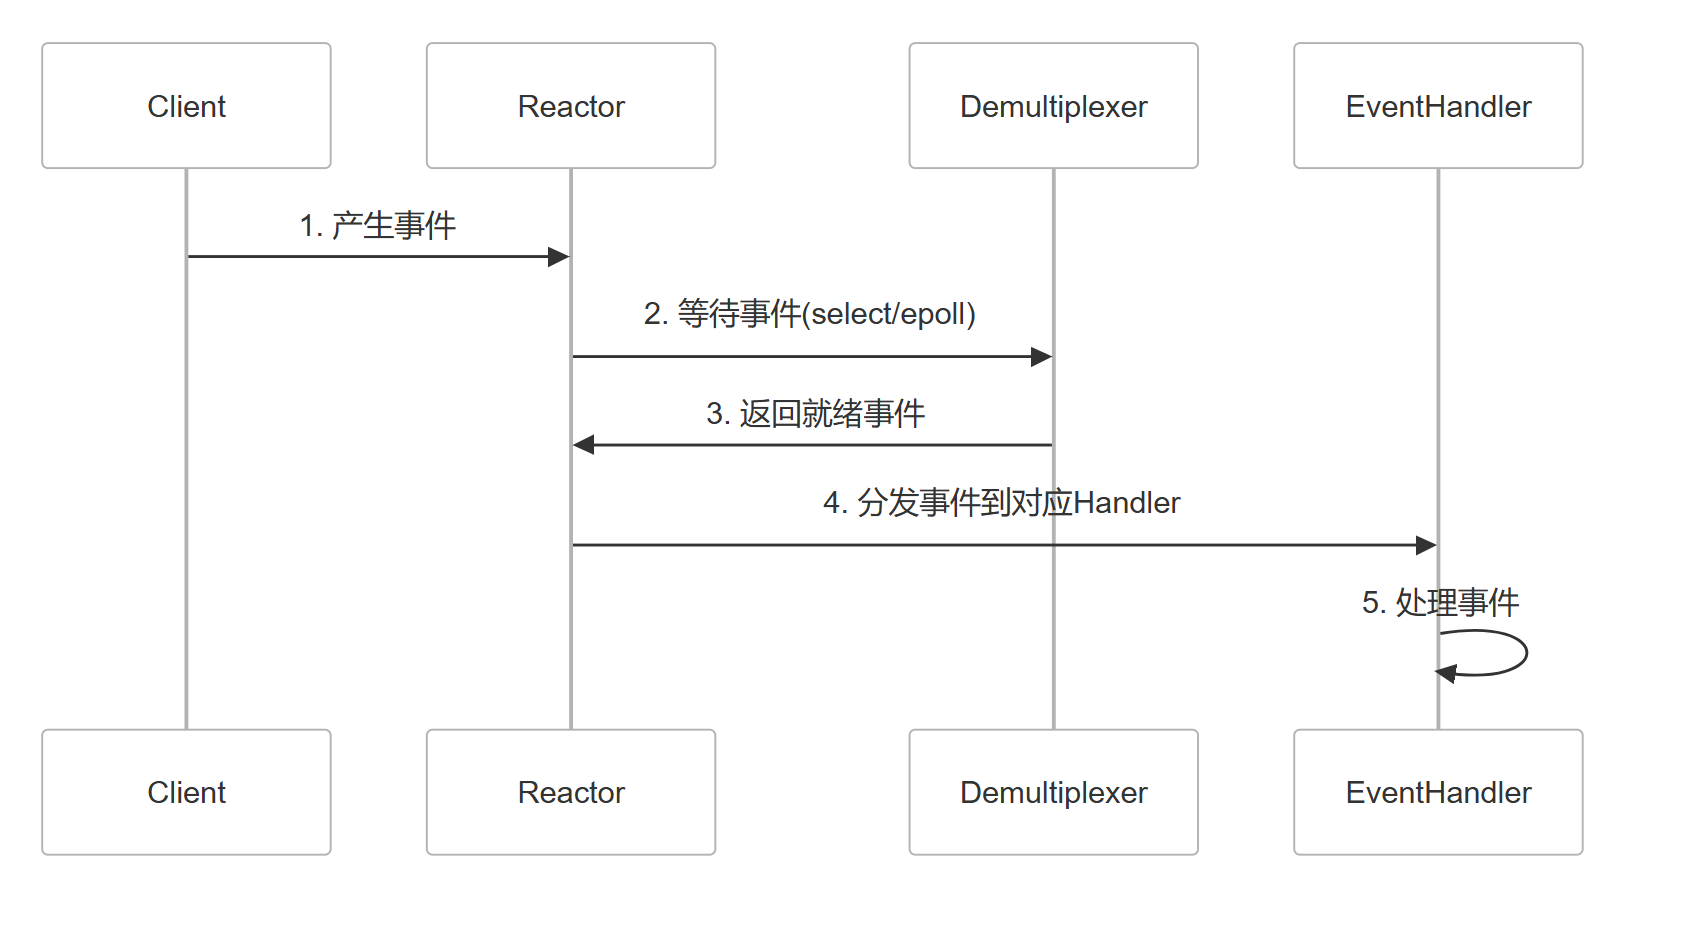 Client
Reactor
Demultiplexer
EventHandler
1. 产生事件
2. 等待事件(select/epoll)
3. 返回就绪事件
4. 分发事件到对应Handler
5. 处理事件
Client
Reactor
Demultiplexer
EventHandler